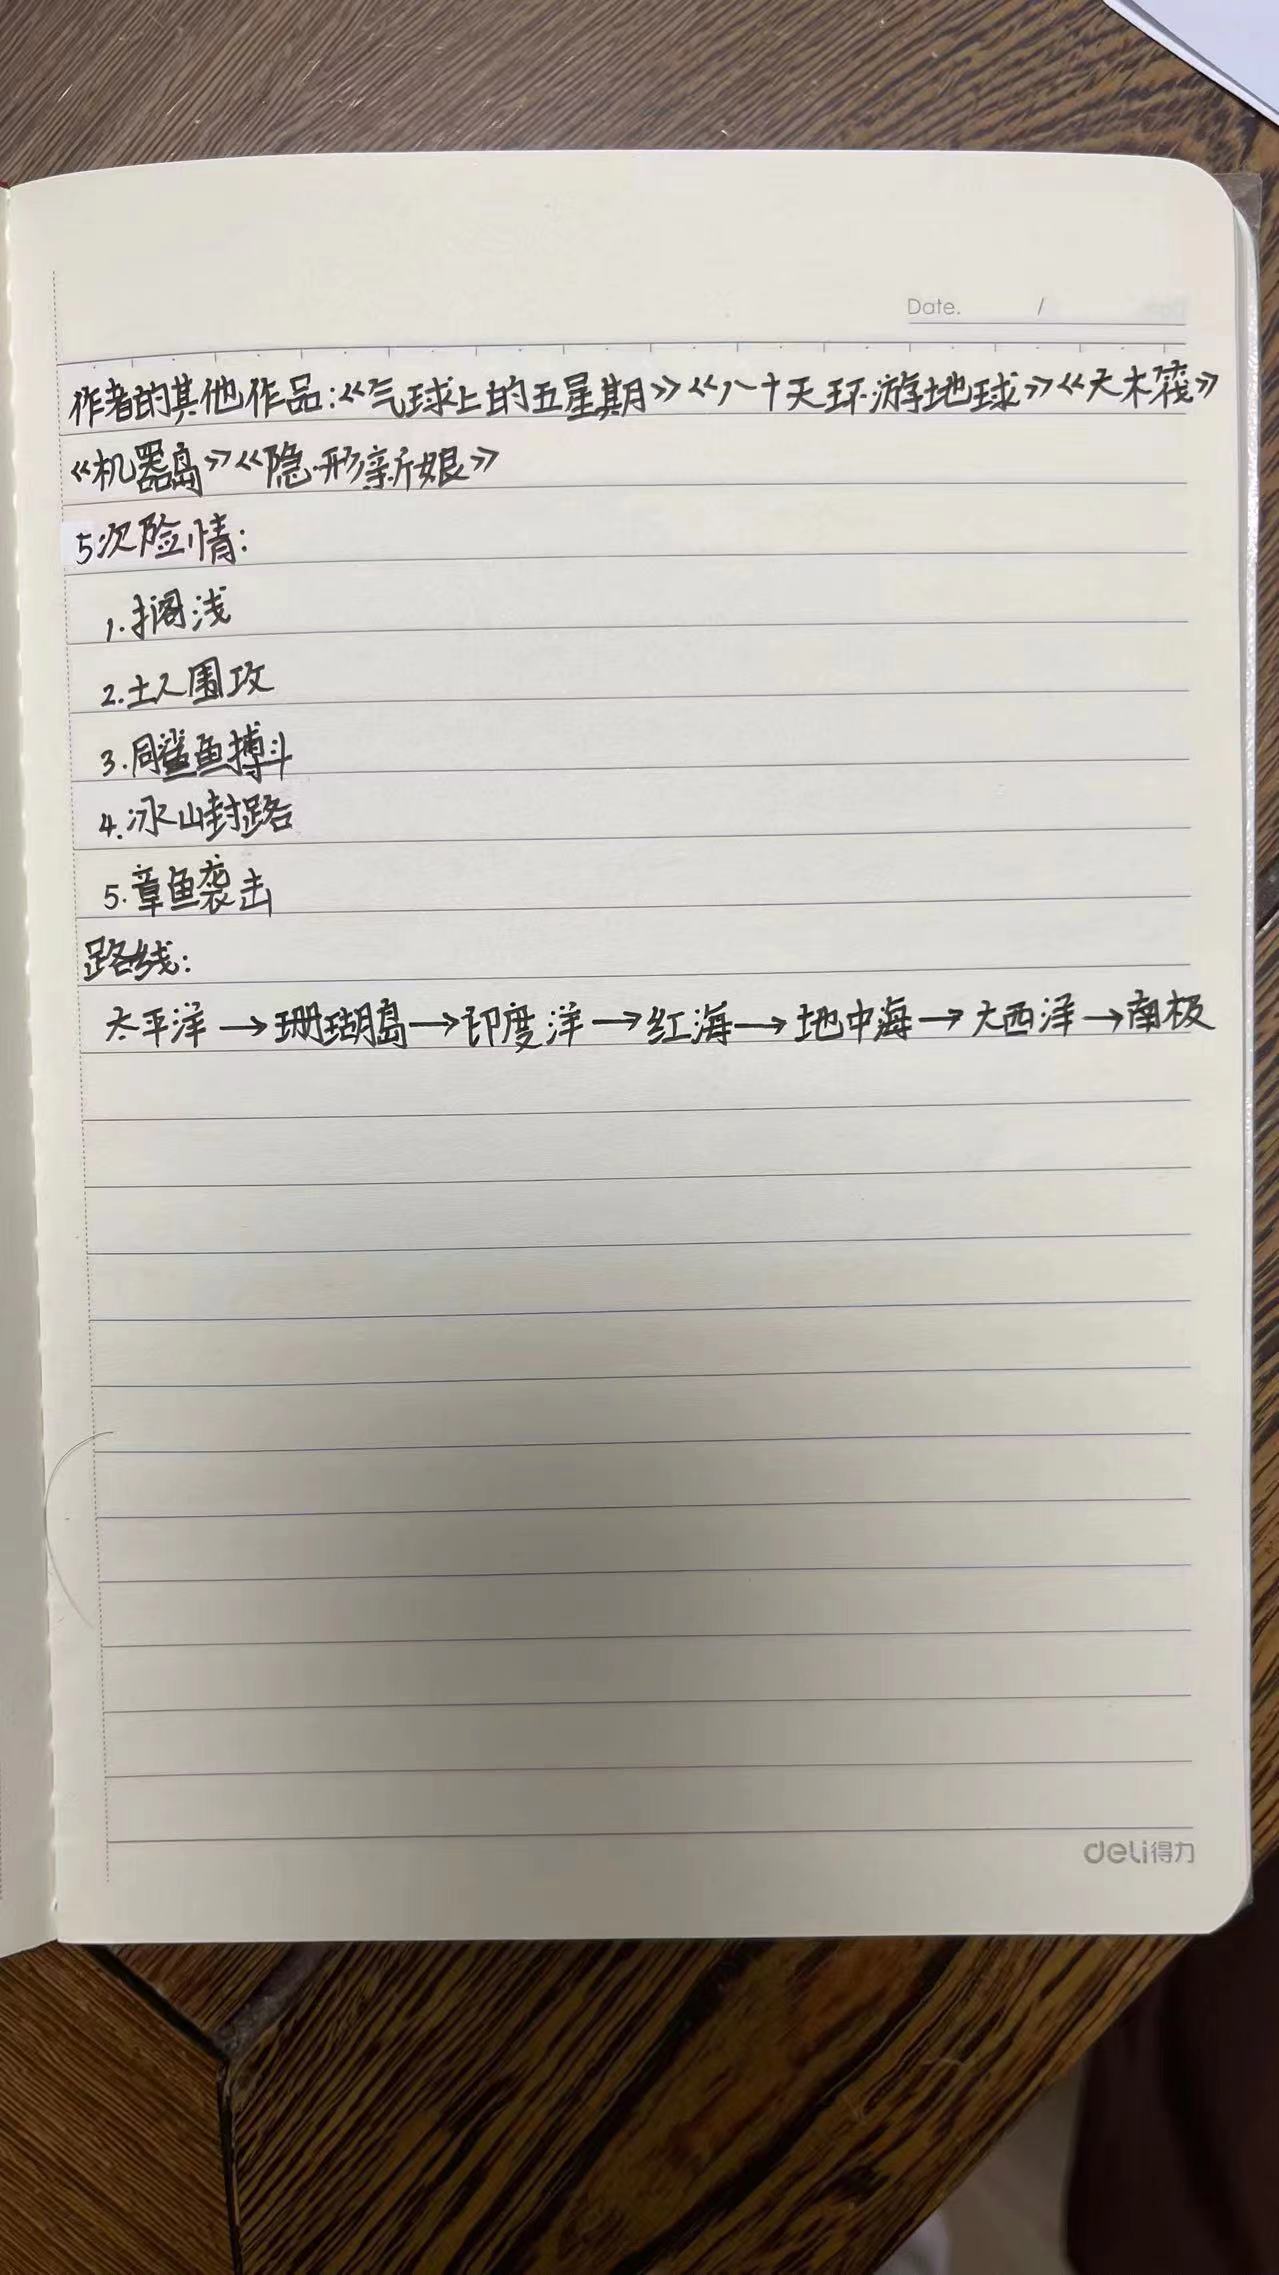 Date. /
作者的其他作品:《气球上的五星期》《八十天环游地球》《大木筏》
《机器岛》《隐形新娘》
5次险情:
1.搁浅
2.土人围攻
3.同鲨鱼搏斗
4.冰山封路
5.章鱼袭击
路线:
太平洋→珊瑚岛→印度洋→红海→地中海→大西洋→南极
deli得力